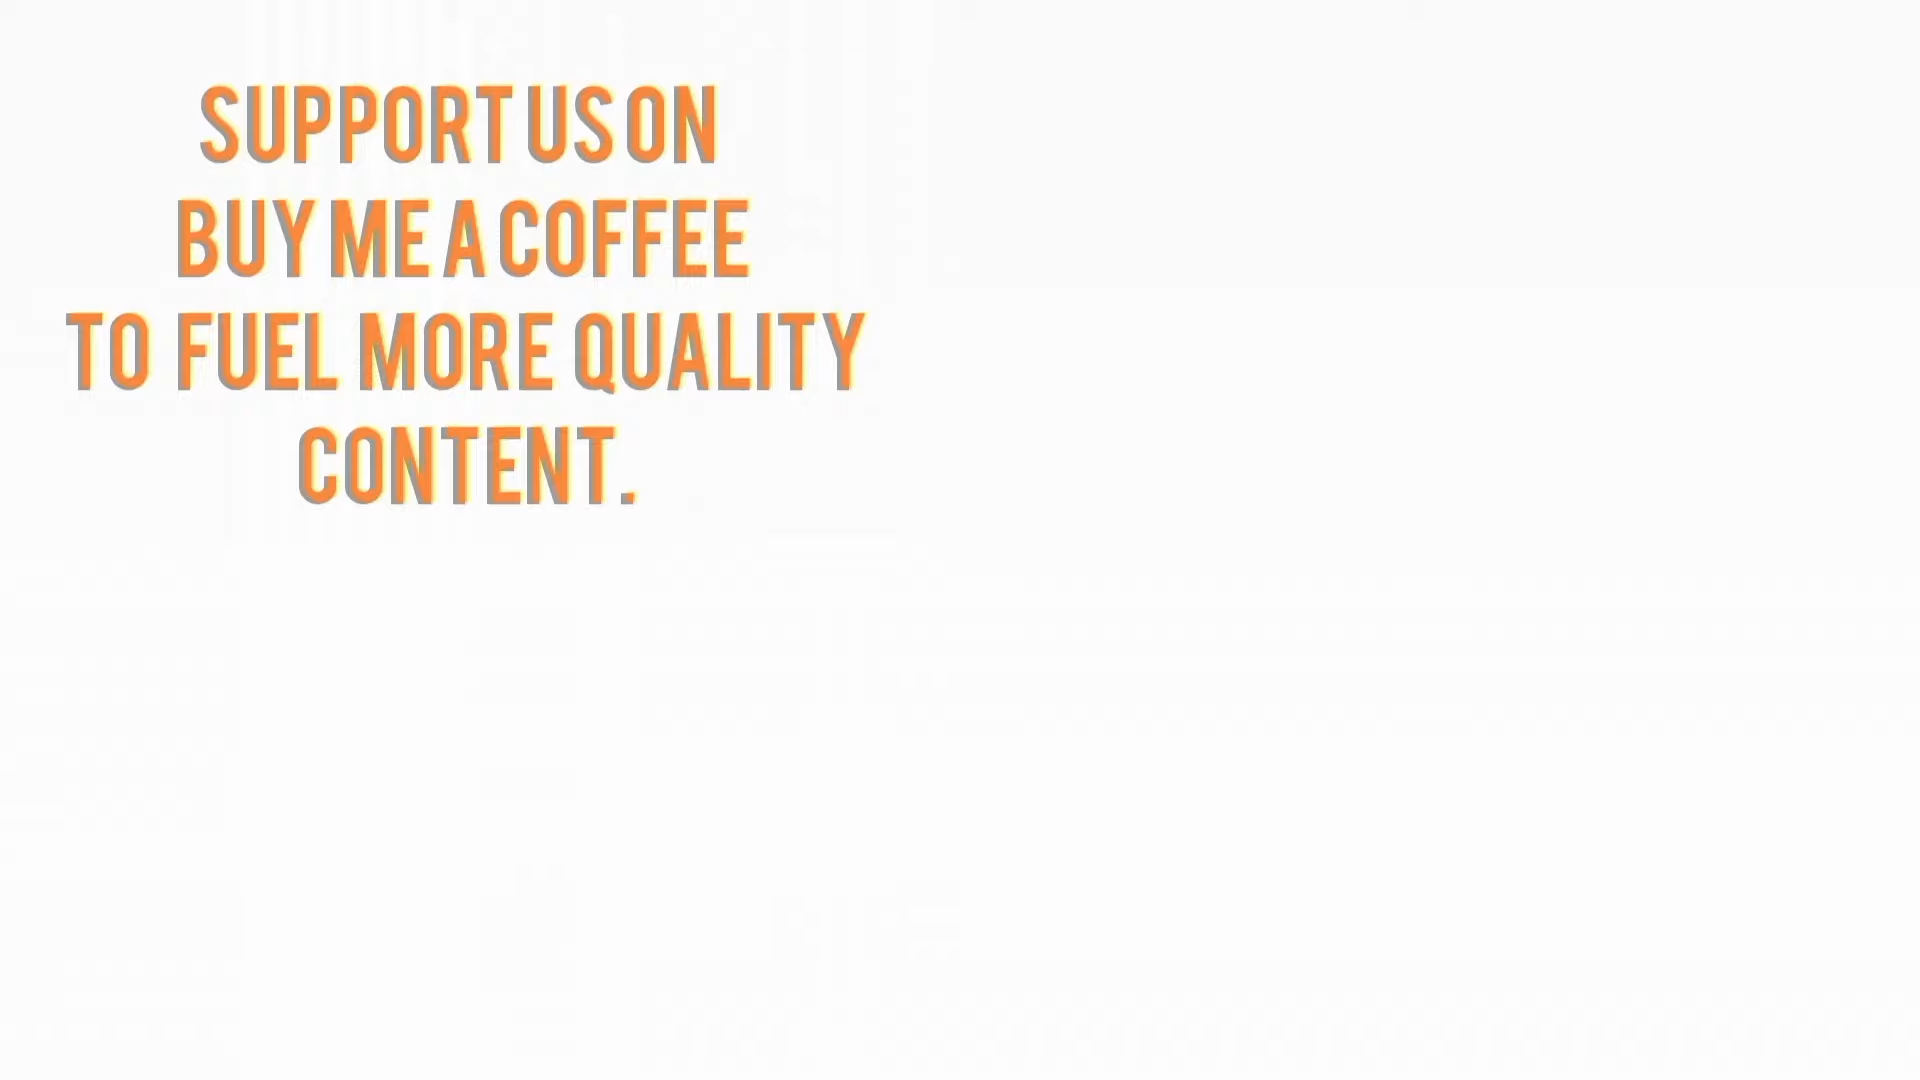 SUPPORT US ON
BUY ME A COFFEE
TO FUEL MORE QUALITY
CONTENT.